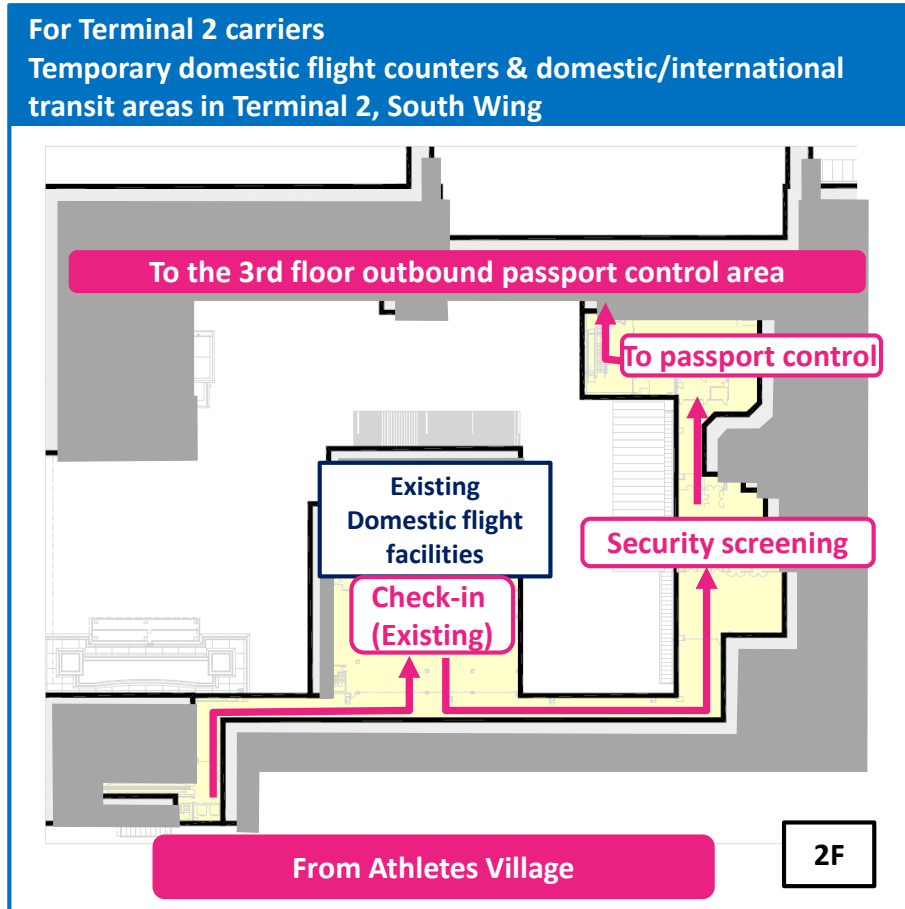 For Terminal 2 carriers
Temporary domestic flight counters & domestic/international
transit areas in Terminal 2, South Wing
To the 3rd floor outbound passport control area
To passport control
Existing
Domestic flight
facilities
Security screening
Check-in
(Existing)
From Athletes Village
2F